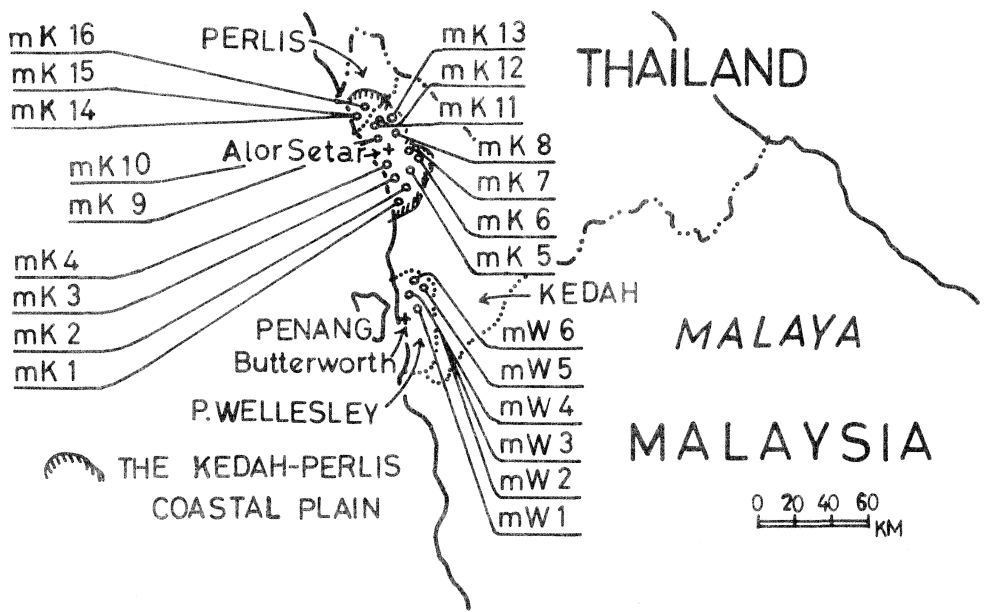 mK 16
mK 15
mK 14
PERLIS
mK 13
mK 12
mK 11
THAILAND
Alor Setar
mK 10
mK 9
mK 8
mK 7
mK 6
mK 5
mK 4
mK 3
mK 2
mK 1
KEDAH
PENANG
Butterworth
P. WELLESLEY
mW 6
mW 5
mW 4
mW 3
mW 2
mW 1
MALAYA
MALAYSIA
THE KEDAH-PERLIS
COASTAL PLAIN
0 20 40 60
KM